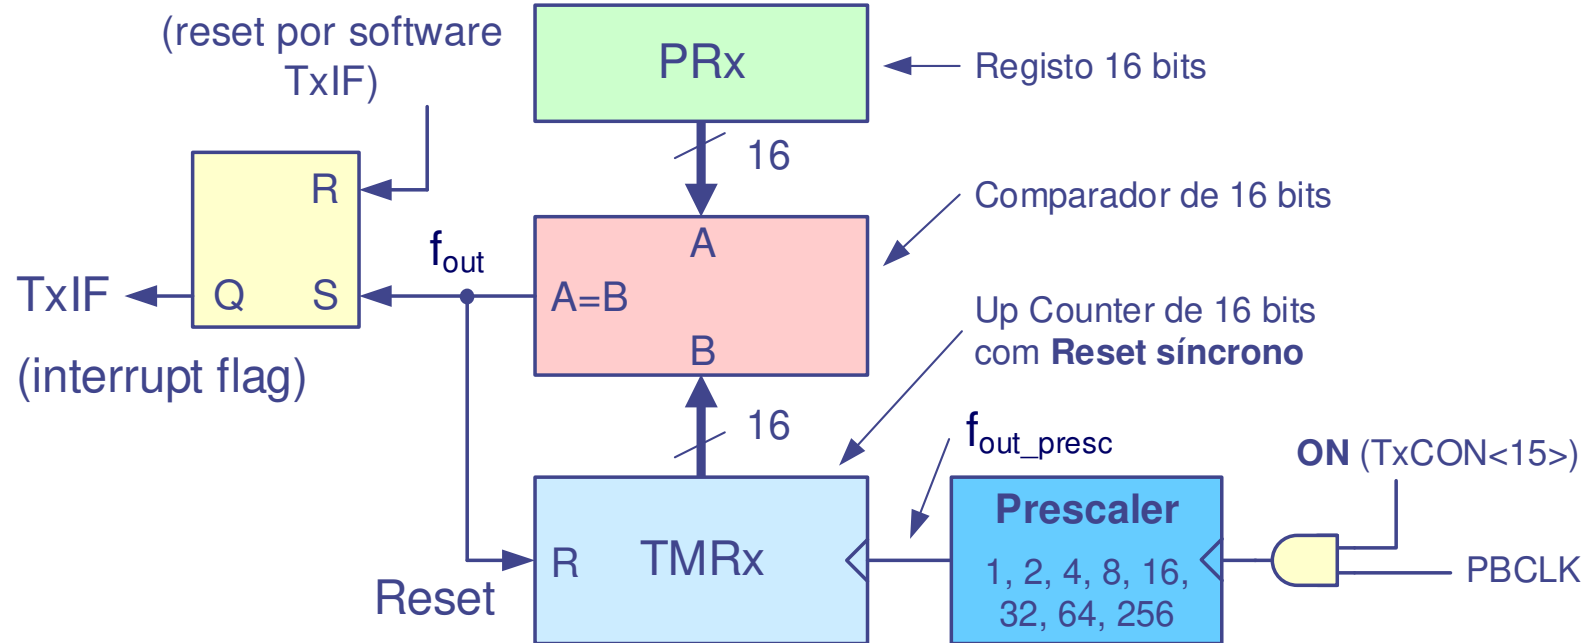 (reset por software
TxIF)
PRx
Registo 16 bits
16
R
Comparador de 16 bits
A
f_out
TxIF
Q
S
A=B
Up Counter de 16 bits
com Reset síncrono
B
(interrupt flag)
16
f_out_presc
ON (TxCON<15>)
Prescaler
R
TMRx
1, 2, 4, 8, 16,
32, 64, 256
PBCLK
Reset